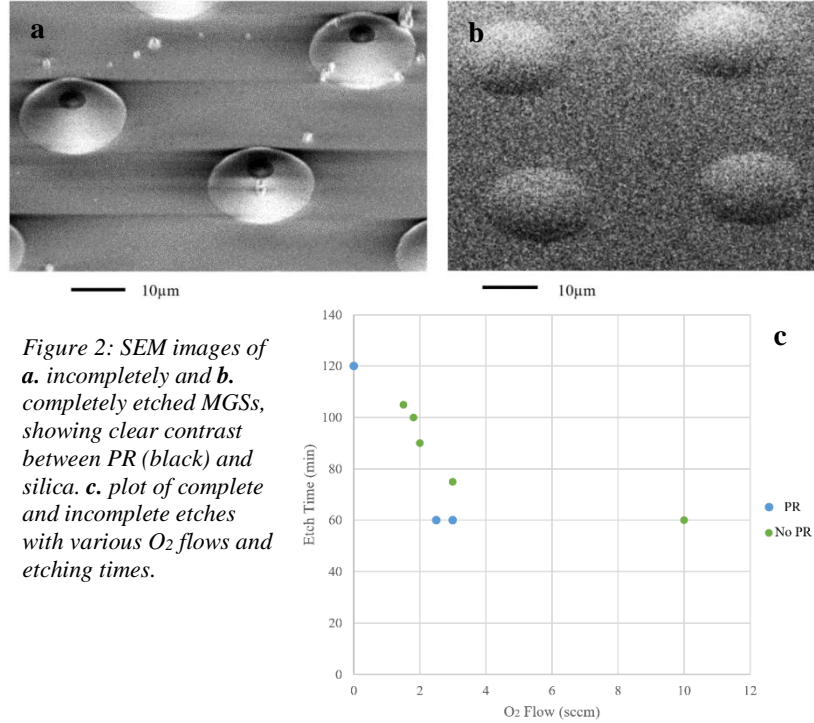 a
b
10µm
10µm
Figure 2: SEM images of
a. incompletely and b.
completely etched MGSs,
showing clear contrast
between PR (black) and
silica. c. plot of complete
and incomplete etches
with various O₂ flows and
etching times.
c
140
120
100
80
60
40
20
0
Etch Time (min)
0 2 4 6 8 10 12
O₂ Flow (sccm)
PR
No PR